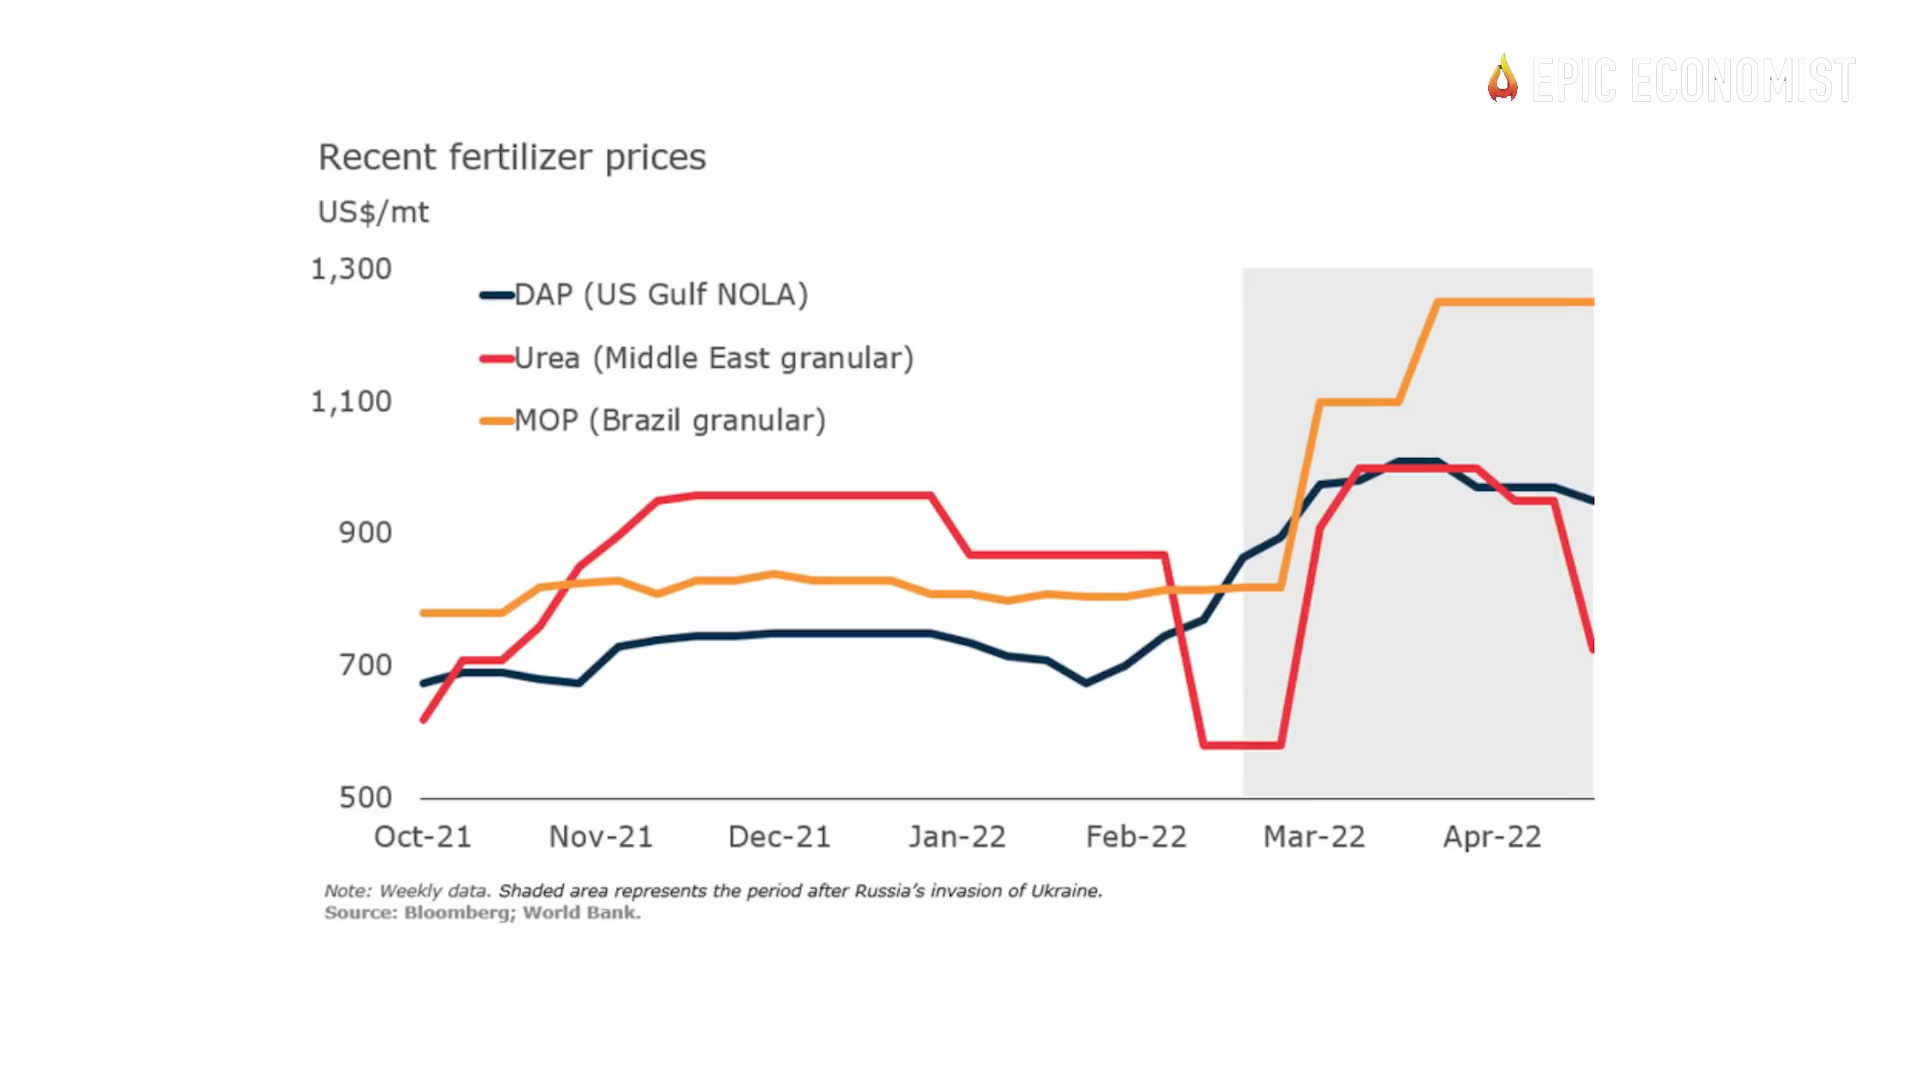 EPIC ECONOMIST
Recent fertilizer prices
US$/mt
1,300
DAP (US Gulf NOLA)
Urea (Middle East granular)
1,100
MOP (Brazil granular)
900
700
500
Oct-21 Nov-21 Dec-21 Jan-22 Feb-22 Mar-22 Apr-22
Note: Weekly data. Shaded area represents the period after Russia’s invasion of Ukraine.
Source: Bloomberg; World Bank.